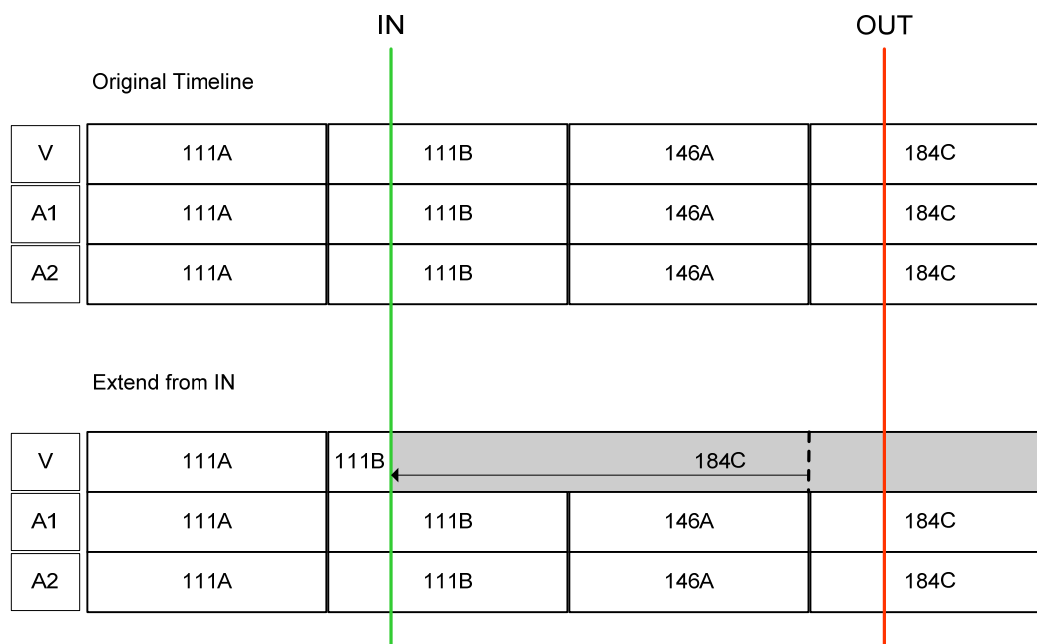 IN OUT
Original Timeline
V 111A 111B 146A 184C
A1 111A 111B 146A 184C
A2 111A 111B 146A 184C
Extend from IN
V 111A 111B 184C
A1 111A 111B 146A 184C
A2 111A 111B 146A 184C